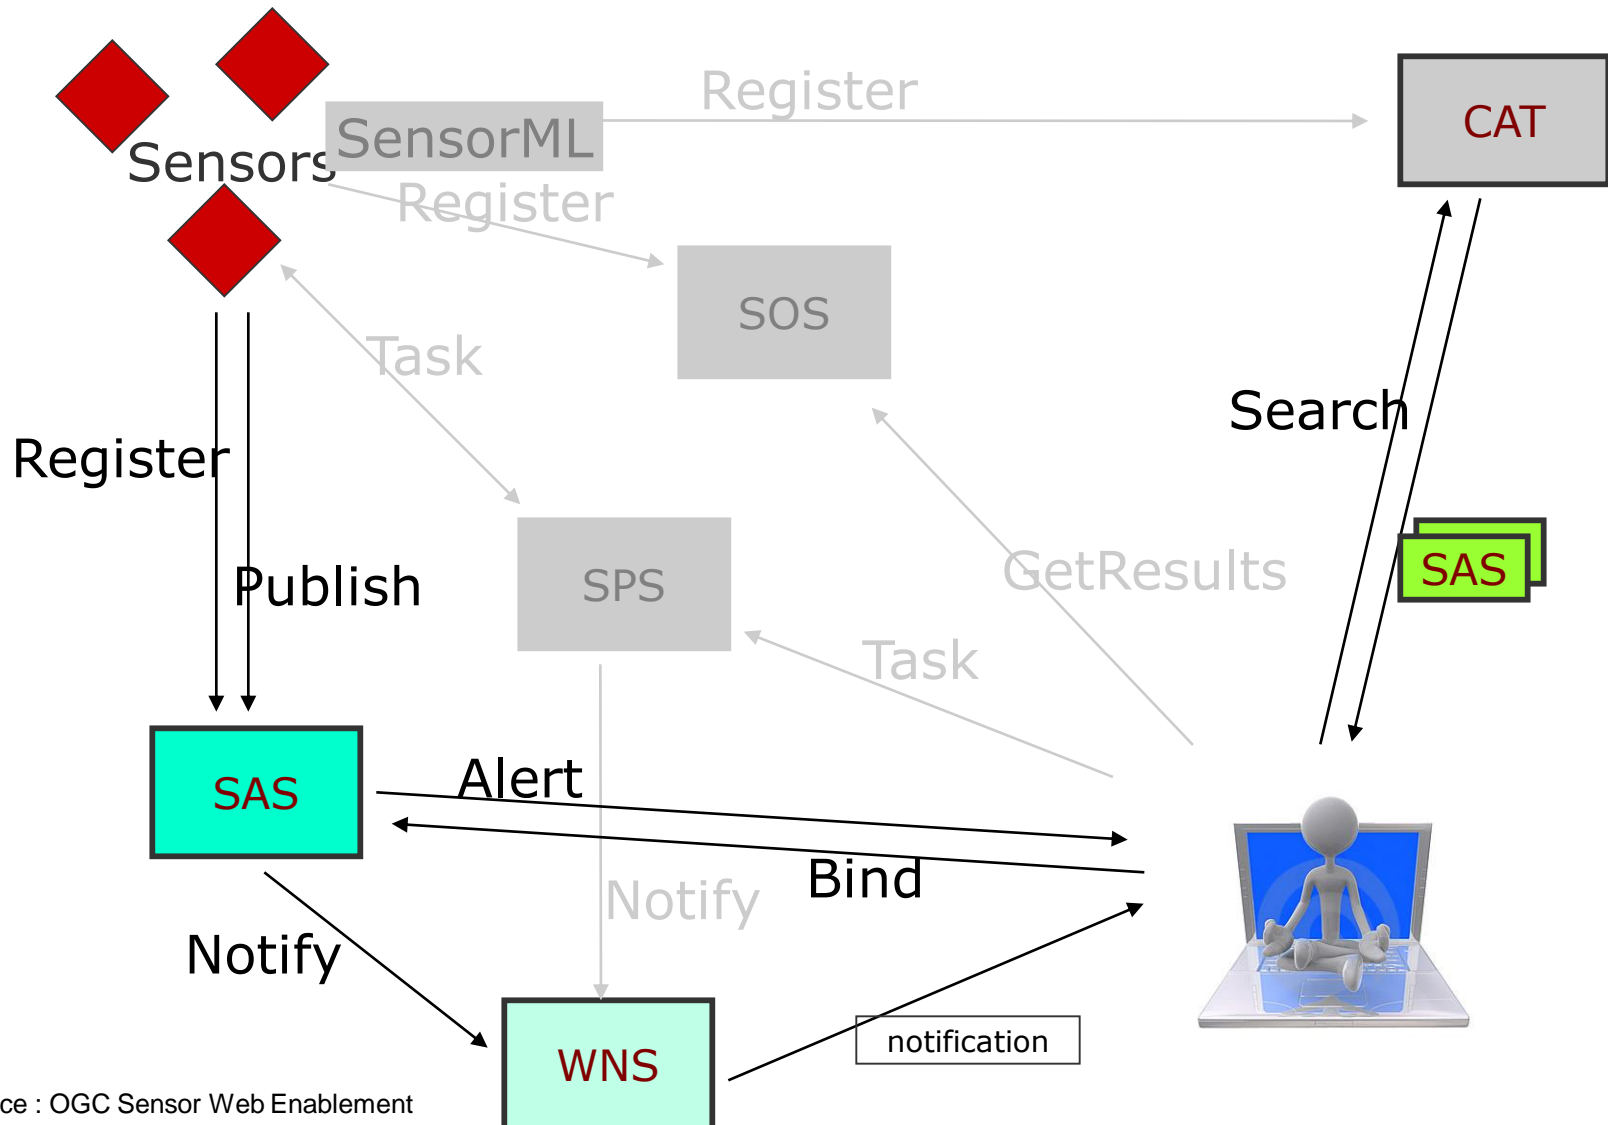 Register
CAT
SensorML
Sensors
Register
SOS
Task
Search
Register
SAS
GetResults
Publish
SPS
Task
Alert
SAS
Bind
Notify
Notify
notification
WNS
ce : OGC Sensor Web Enablement